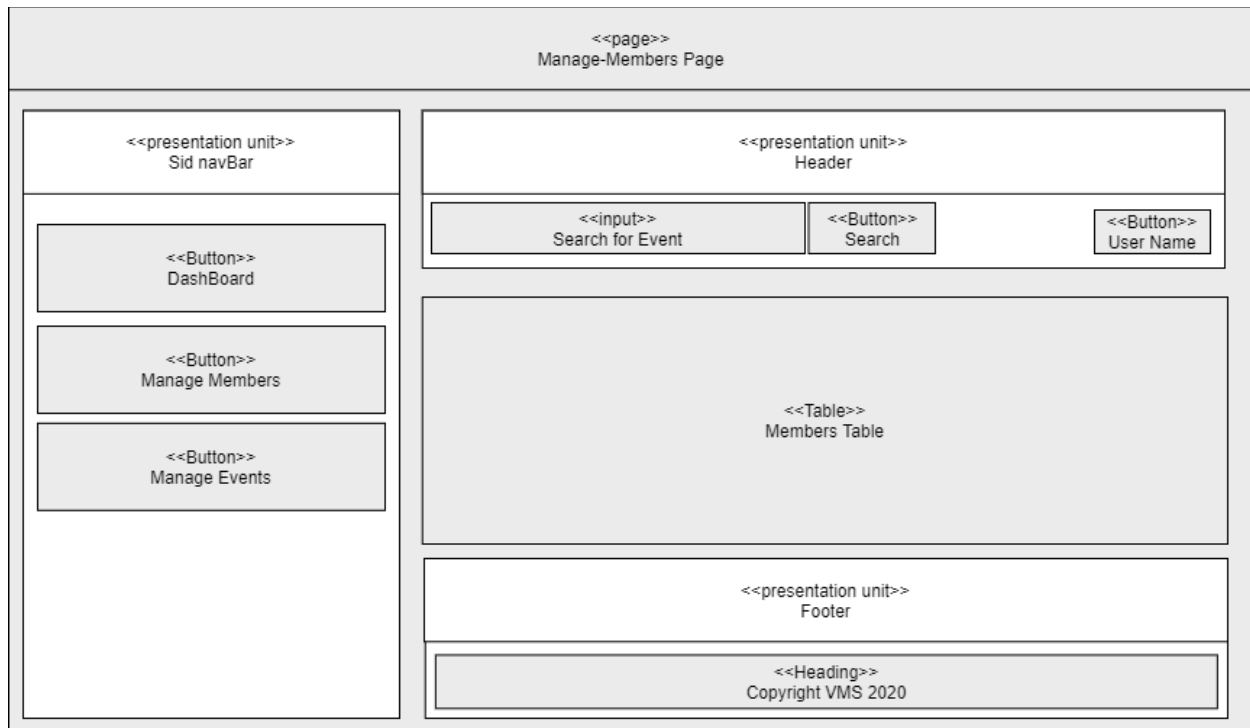 <<page>>
Manage-Members Page
<<presentation unit>>
Sid navBar
<<Button>>
DashBoard
<<Button>>
Manage Members
<<Button>>
Manage Events
<<presentation unit>>
Header
<<input>>
Search for Event
<<Button>>
Search
<<Button>>
User Name
<<Table>>
Members Table
<<presentation unit>>
Footer
<<Heading>>
Copyright VMS 2020